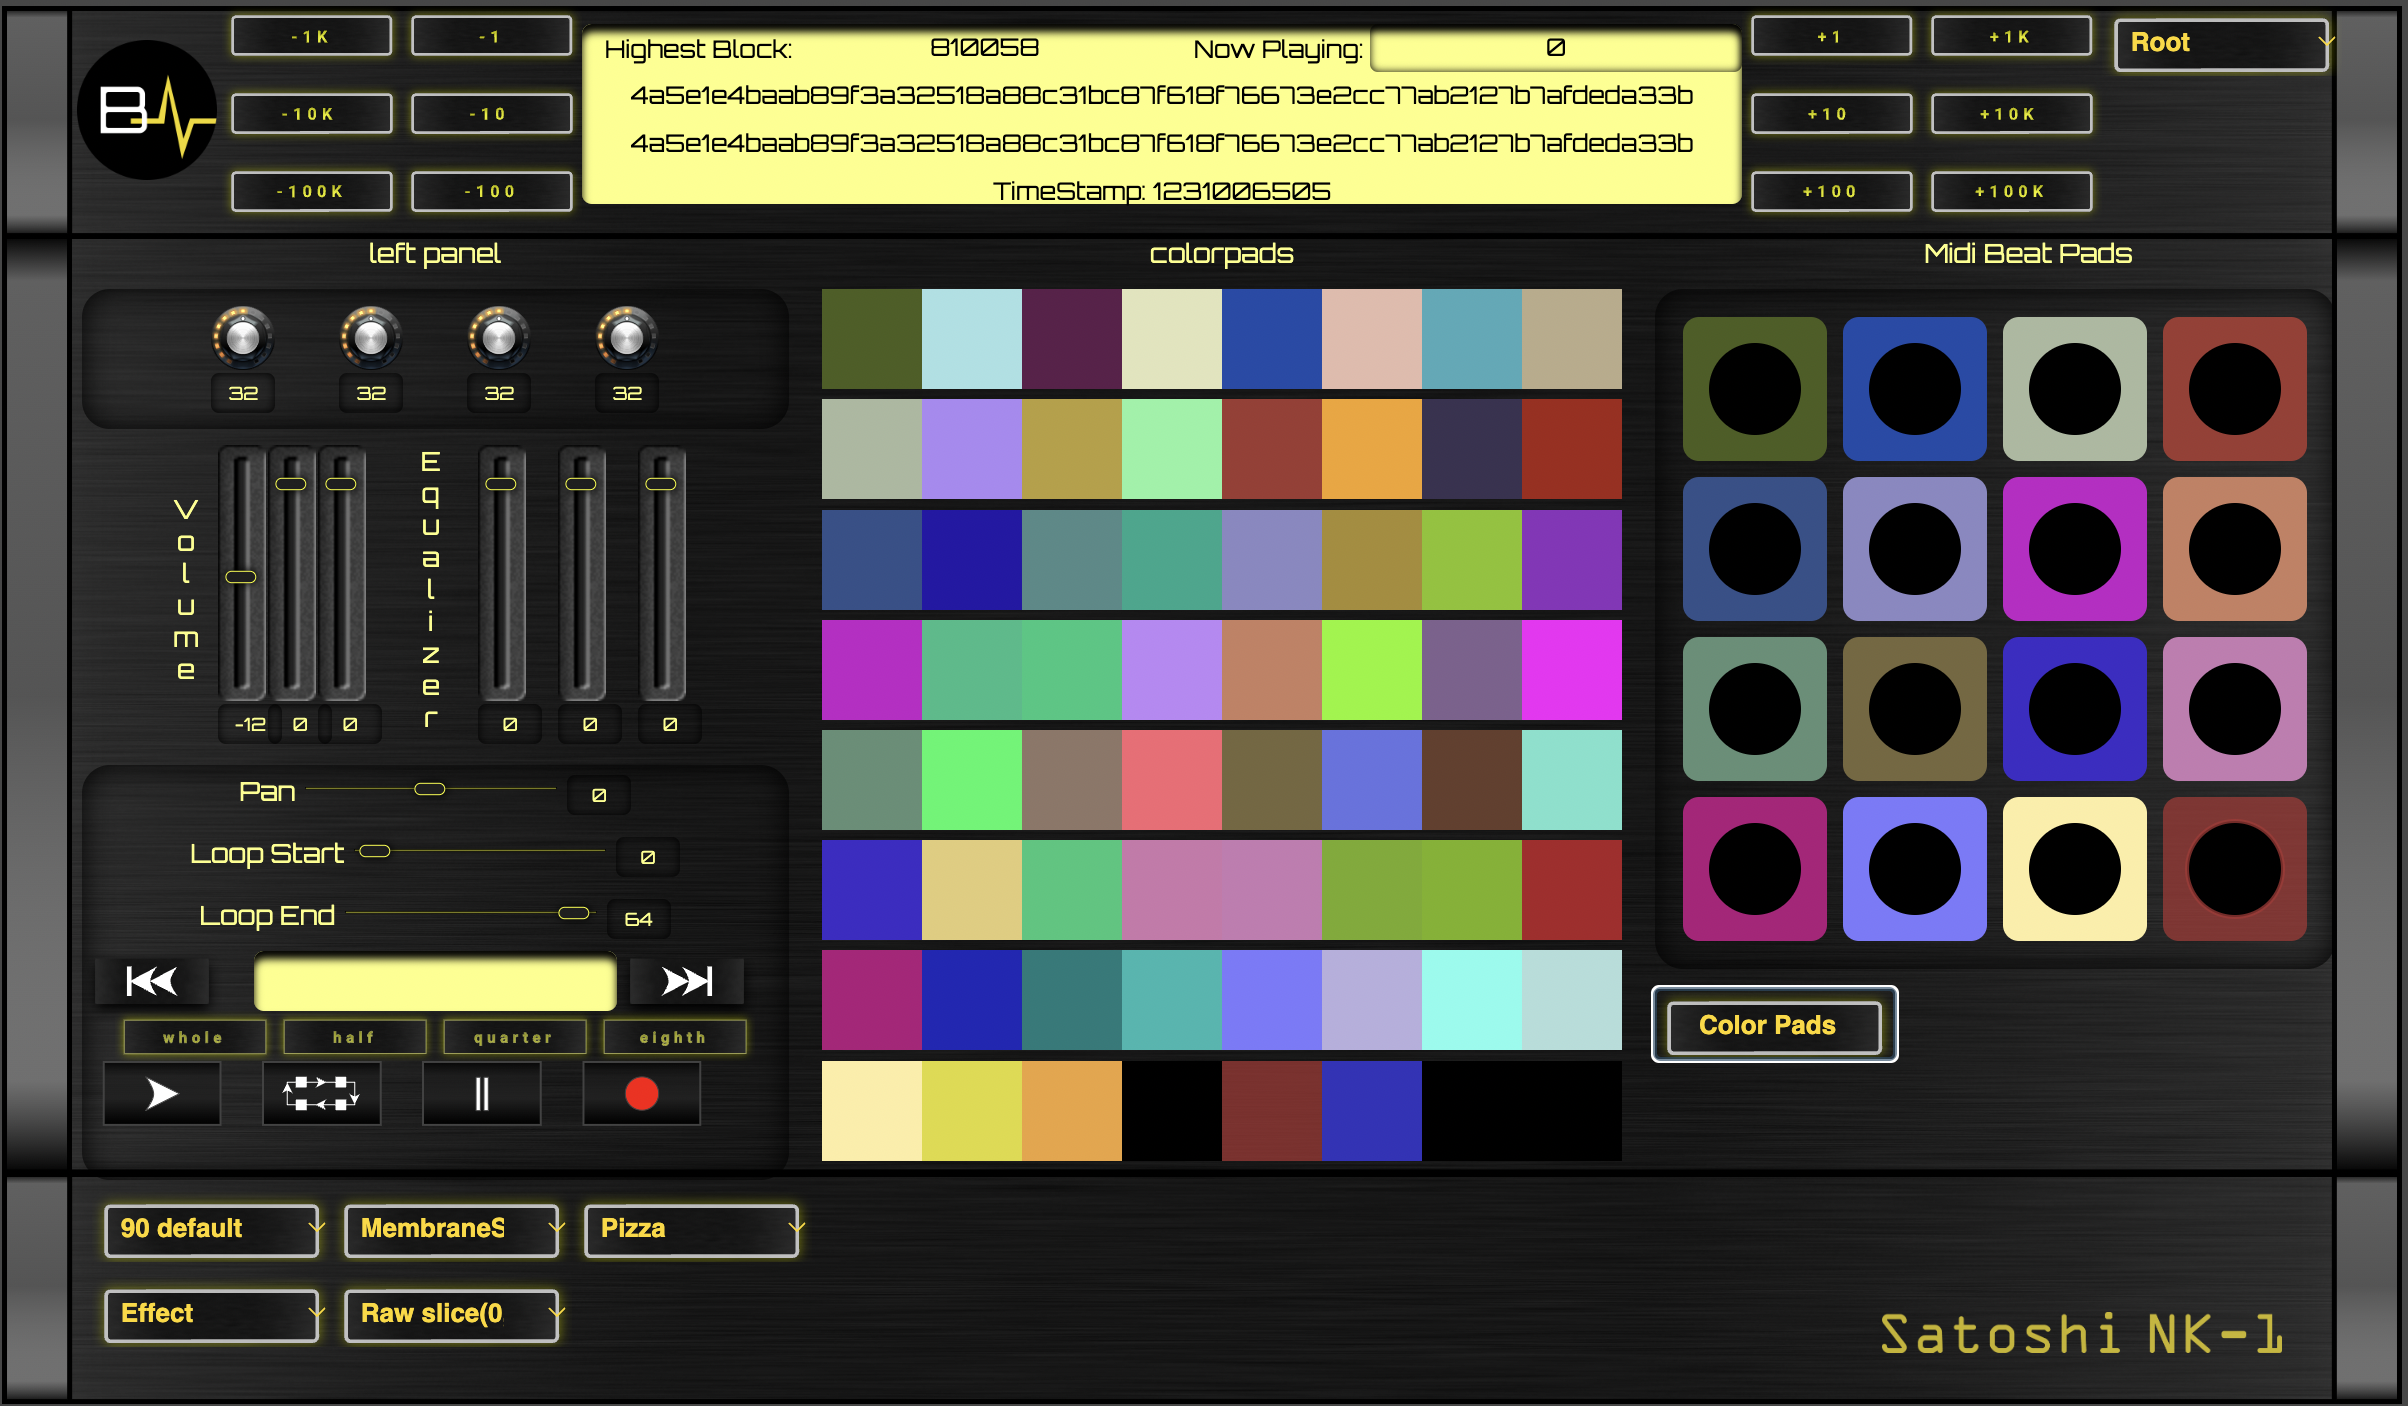 -1K
-1
Highest Block: 810058 Now Playing: 0
+1
+1K
Root
B
-10K
-10
4a5e1e4baab89f3a32518a88c31bc87f618f76673e2cc77ab2127b7afdeda33b
+10
+10K
4a5e1e4baab89f3a32518a88c31bc87f618f76673e2cc77ab2127b7afdeda33b
-100K
-100
TimeStamp: 1231006505
+100
+100K
left panel
colorpads
Midi Beat Pads
32
32
32
32
Volume
Equalizer
-12
0
0
0
0
0
Pan
0
Loop Start
0
Loop End
64
whole
half
quarter
eighth
Color Pads
90 default
MembraneS
Pizza
Effect
Raw slice(0
Satoshi NK-1